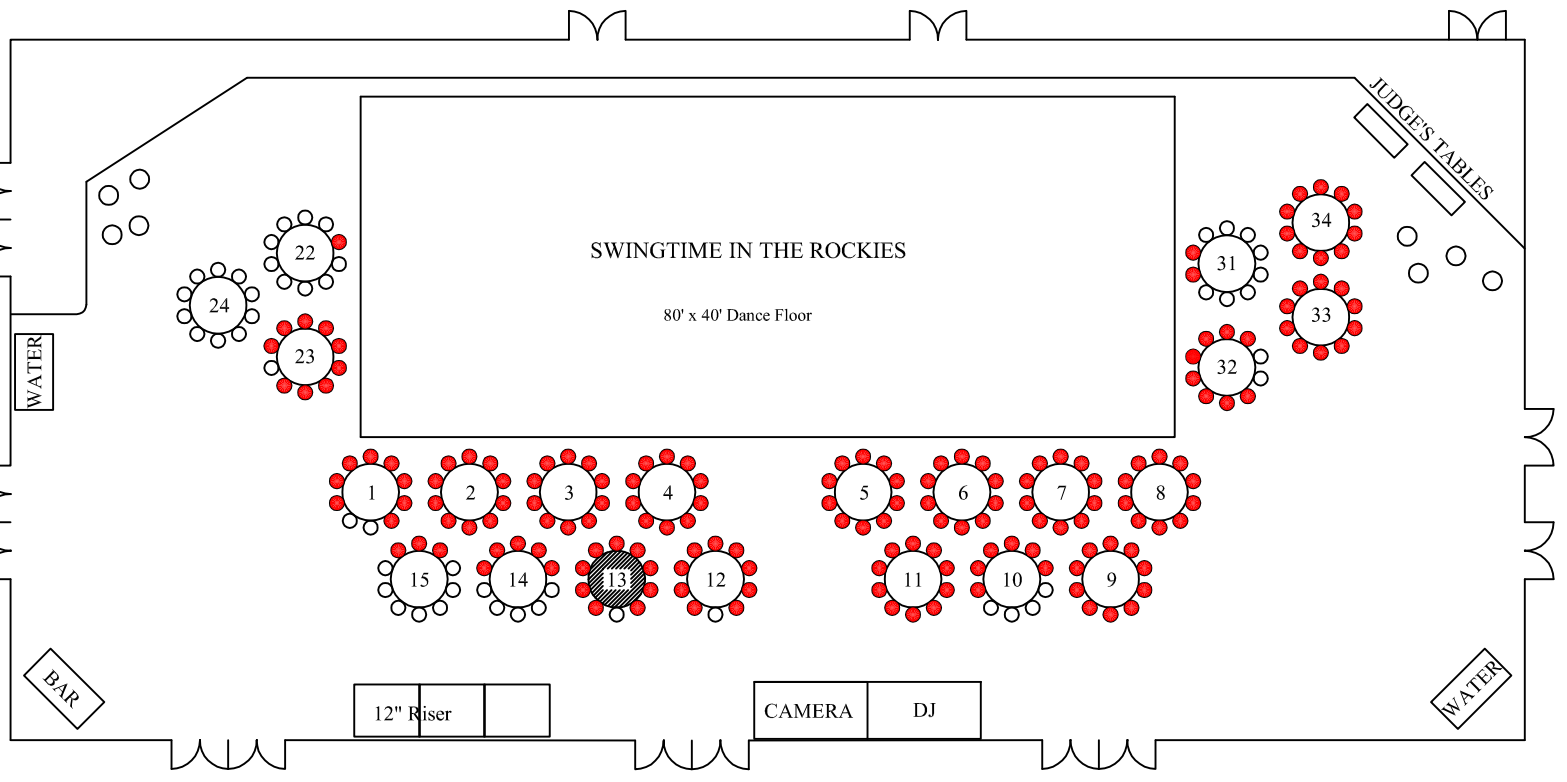 JUDGE'S TABLES
34
22
SWINGTIME IN THE ROCKIES
31
24
33
80' x 40' Dance Floor
23
32
WATER
1
2
3
4
5
6
7
8
15
14
13
12
11
10
9
BAR
WATER
12" Riser
CAMERA
DJ